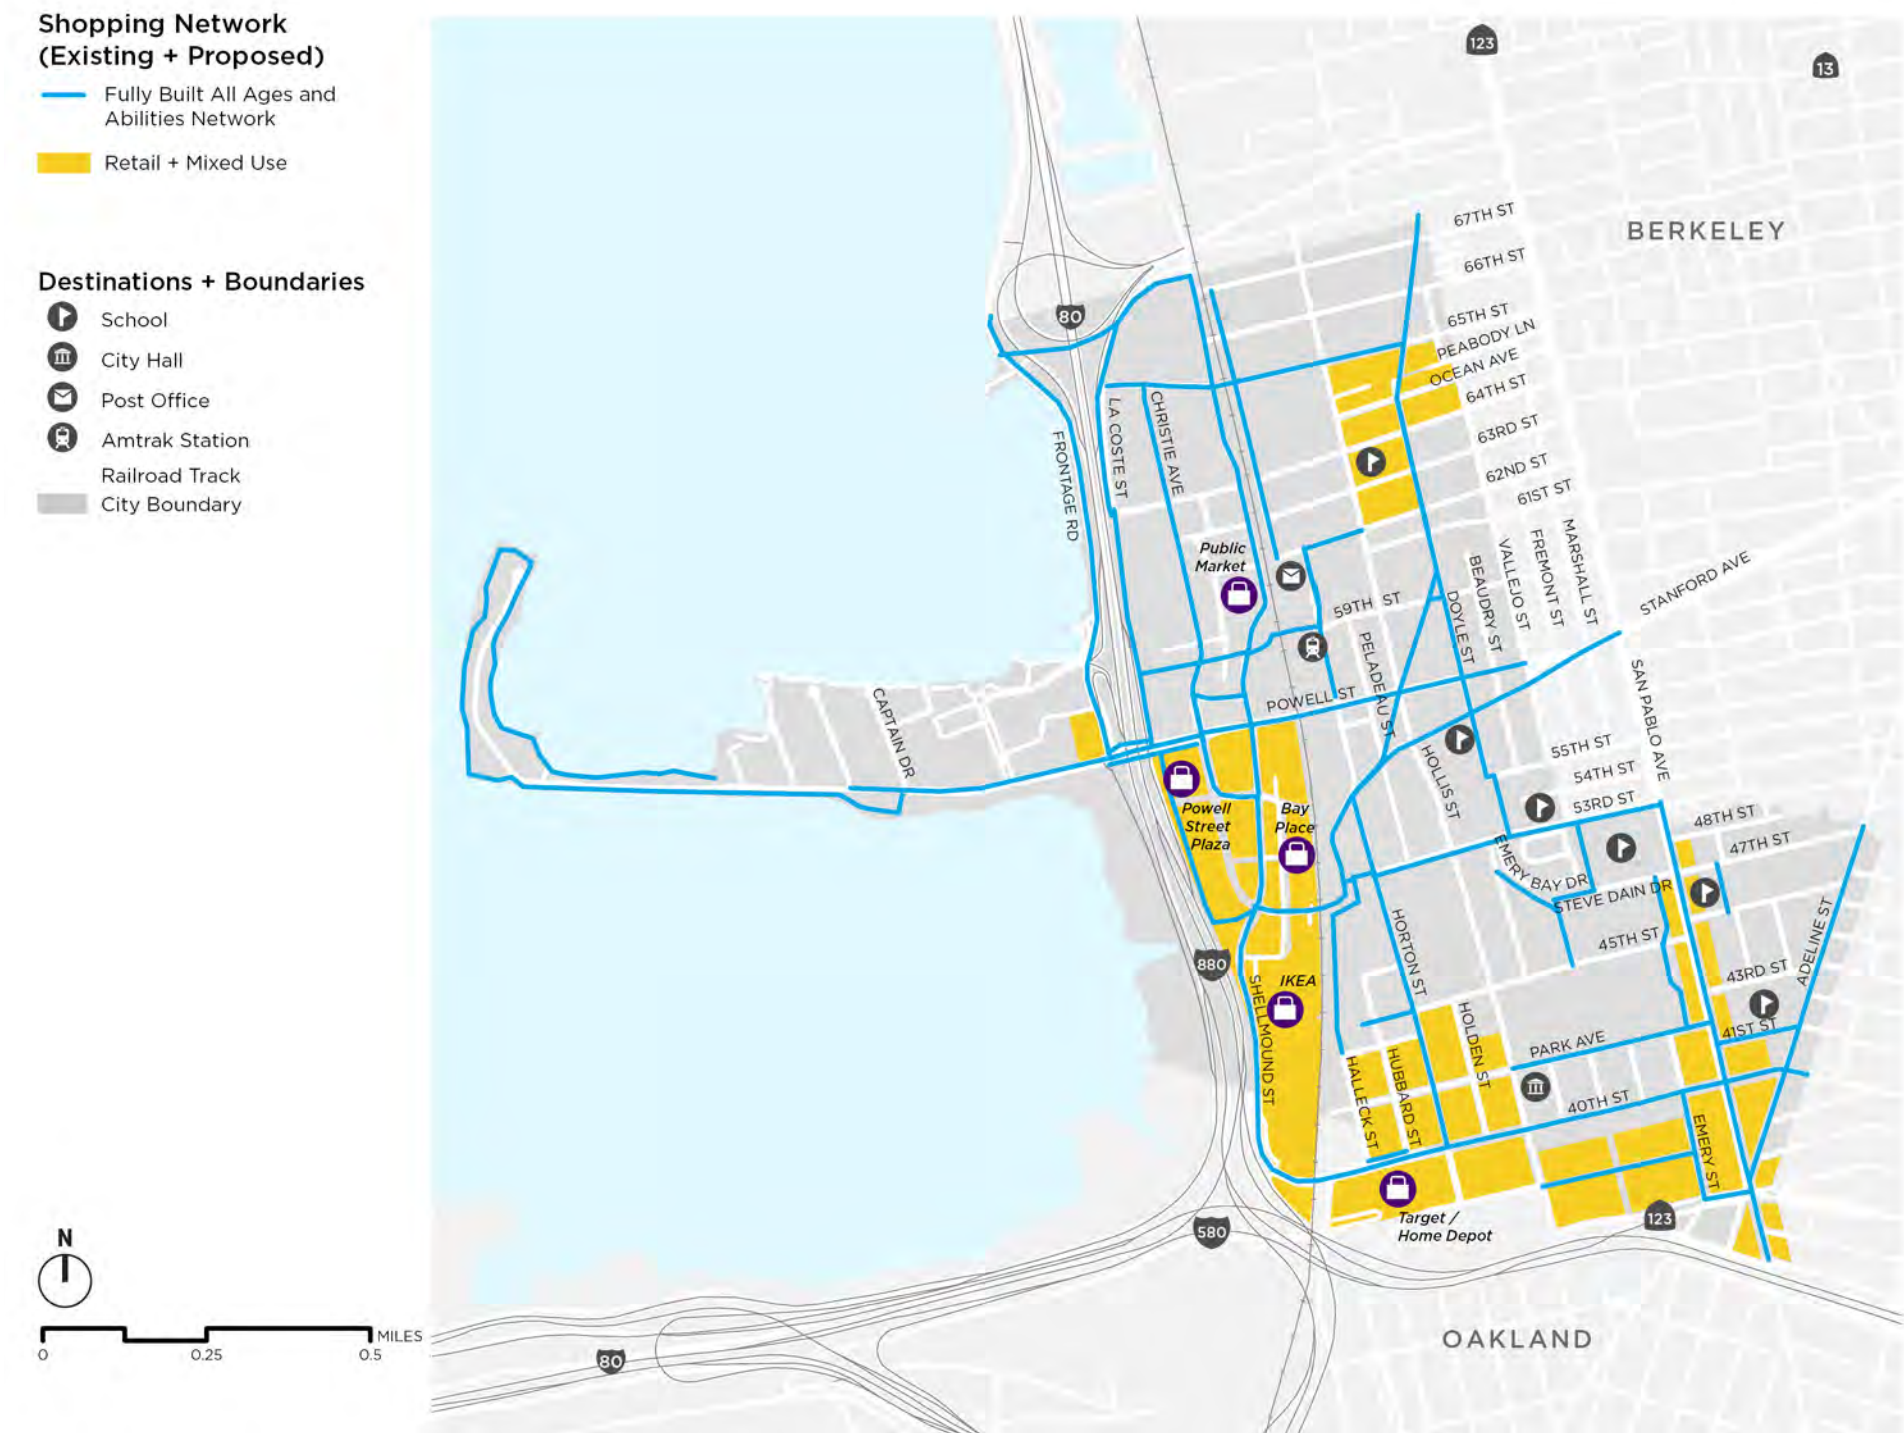 Shopping Network
(Existing + Proposed)
Fully Built All Ages and
Abilities Network
Retail + Mixed Use
Destinations + Boundaries
School
City Hall
Post Office
Amtrak Station
Railroad Track
City Boundary
N
MILES
0
0.25
0.5
123
13
BERKELEY
67TH ST
66TH ST
65TH ST
PEABODY LN
OCEAN AVE
64TH ST
63RD ST
62ND ST
61ST ST
80
FRONTAGE RD
LA COSTE ST
CHRISTIE AVE
Public
Market
59TH ST
DOYLE ST
BEAUDRY ST
VALLEJO ST
FREMONT ST
MARSHALL ST
STANFORD AVE
PELADEAU ST
POWELL ST
CAPTAIN DR
SAN PABLO AVE
HOLLIS ST
55TH ST
54TH ST
53RD ST
48TH ST
47TH ST
Powell
Street
Plaza
Bay
Place
EMERY BAY DR
STEVE DAIN DR
45TH ST
43RD ST
ADELINE ST
HORTON ST
880
IKEA
SHELLMOUND ST
HOLDEN ST
PARK AVE
41ST ST
HALLECK ST
HUBBARD ST
40TH ST
EMERY ST
Target /
Home Depot
123
580
OAKLAND
80